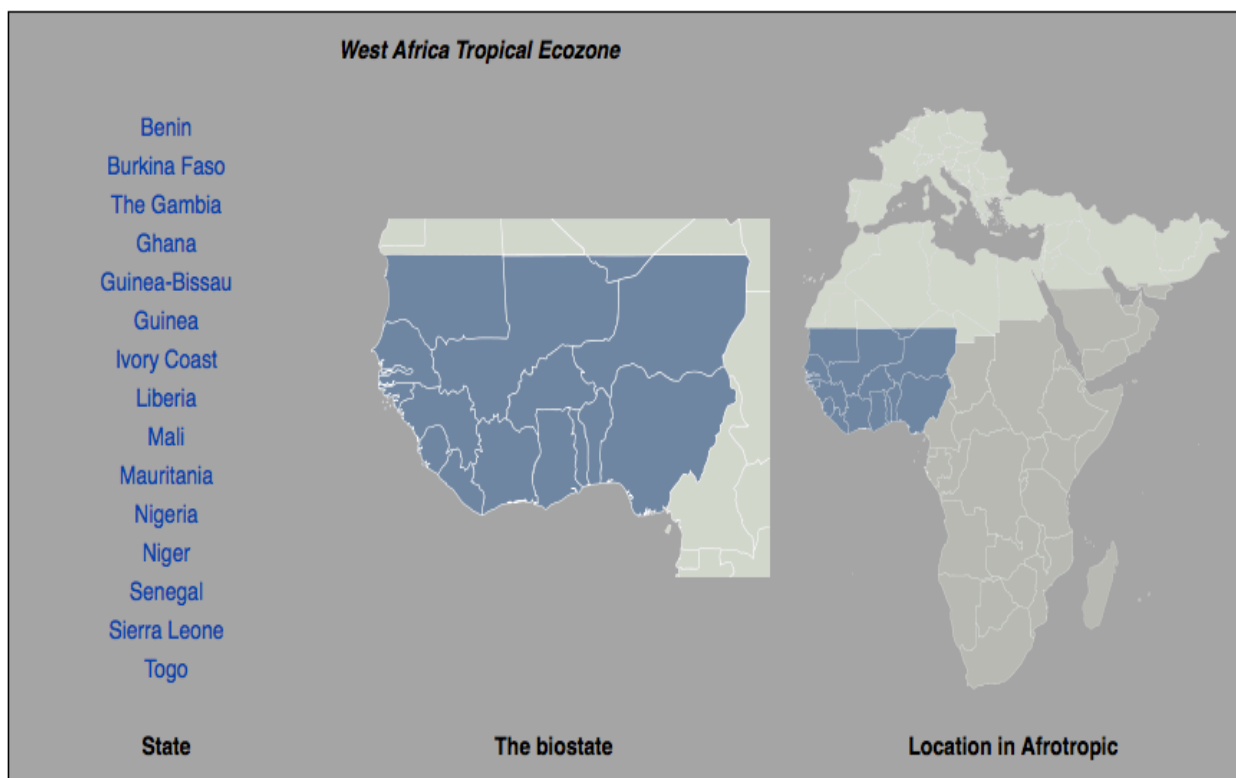 West Africa Tropical Ecozone
Benin
Burkina Faso
The Gambia
Ghana
Guinea-Bissau
Guinea
Ivory Coast
Liberia
Mali
Mauritania
Nigeria
Niger
Senegal
Sierra Leone
Togo
State
The biostate
Location in Afrotropic